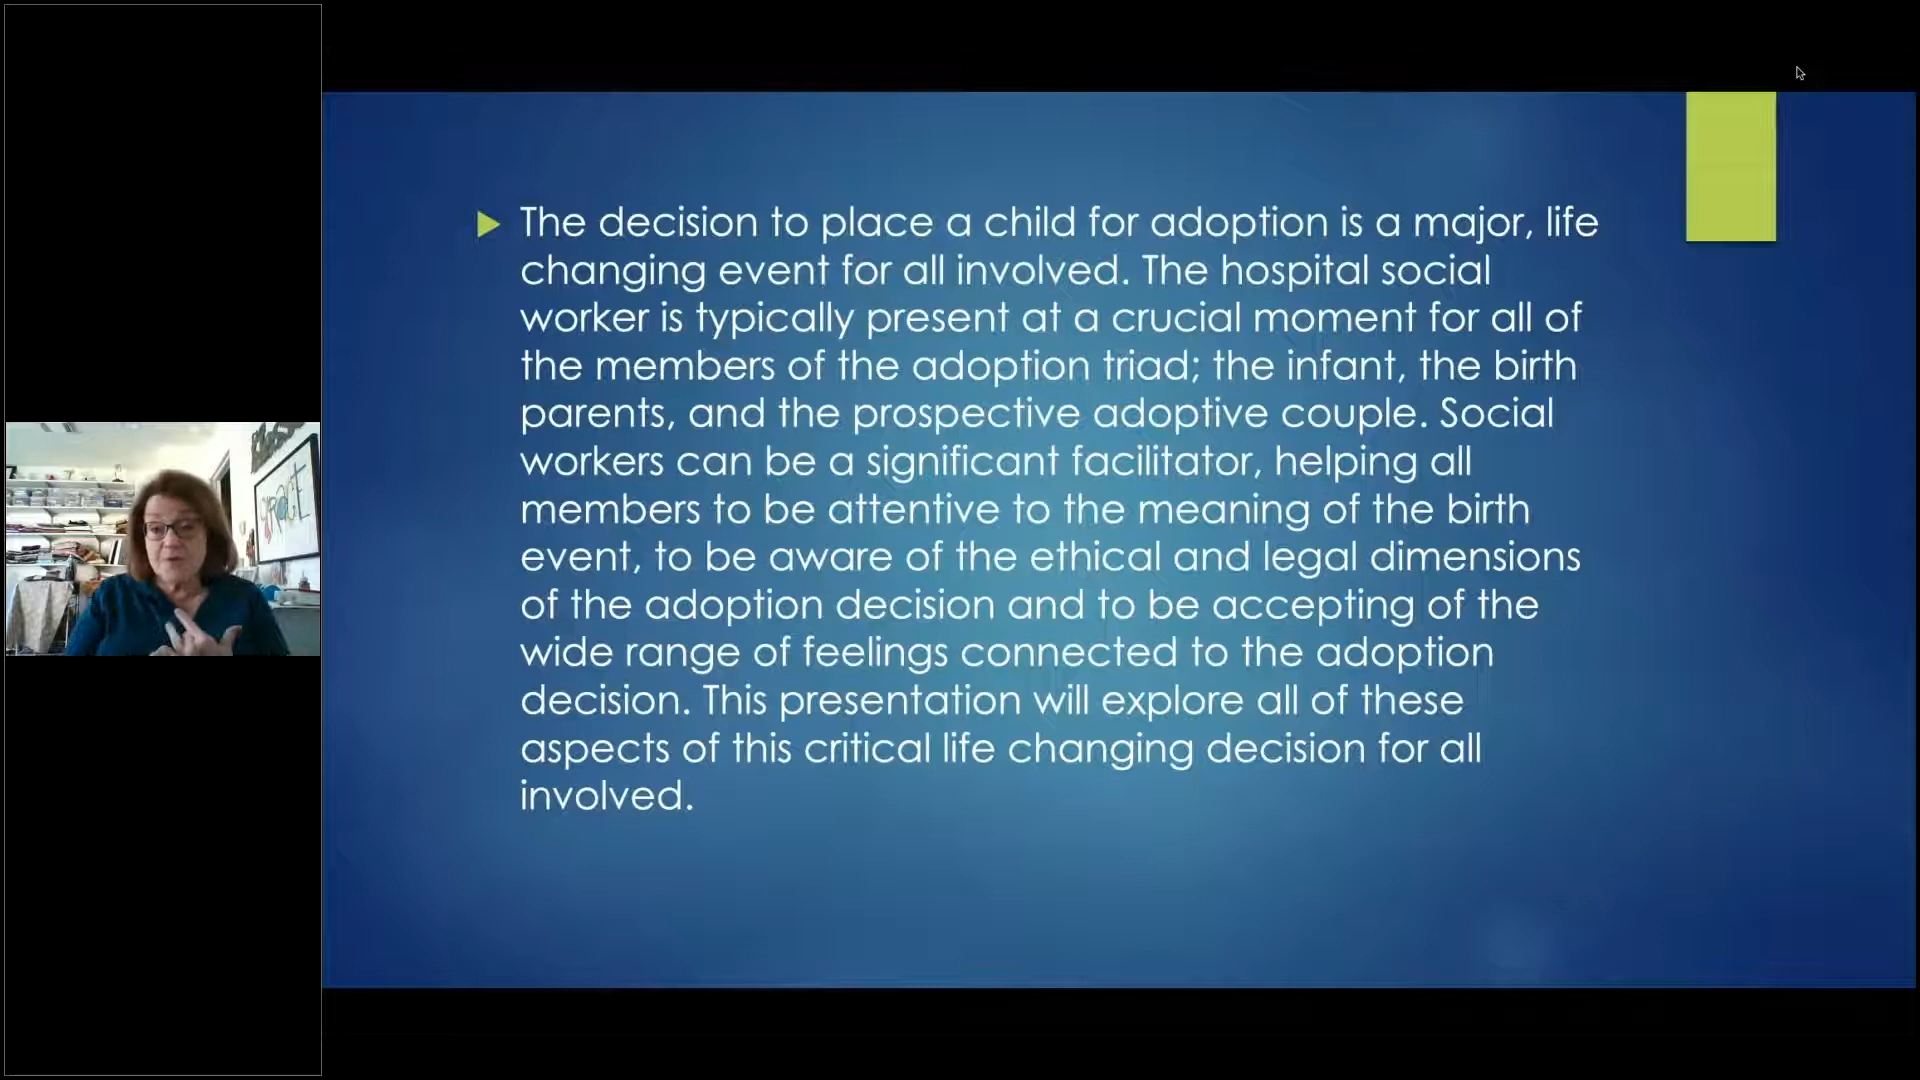 The decision to place a child for adoption is a major, life
changing event for all involved. The hospital social
worker is typically present at a crucial moment for all of
the members of the adoption triad; the infant, the birth
parents, and the prospective adoptive couple. Social
workers can be a significant facilitator, helping all
members to be attentive to the meaning of the birth
event, to be aware of the ethical and legal dimensions
of the adoption decision and to be accepting of the
wide range of feelings connected to the adoption
decision. This presentation will explore all of these
aspects of this critical life changing decision for all
involved.